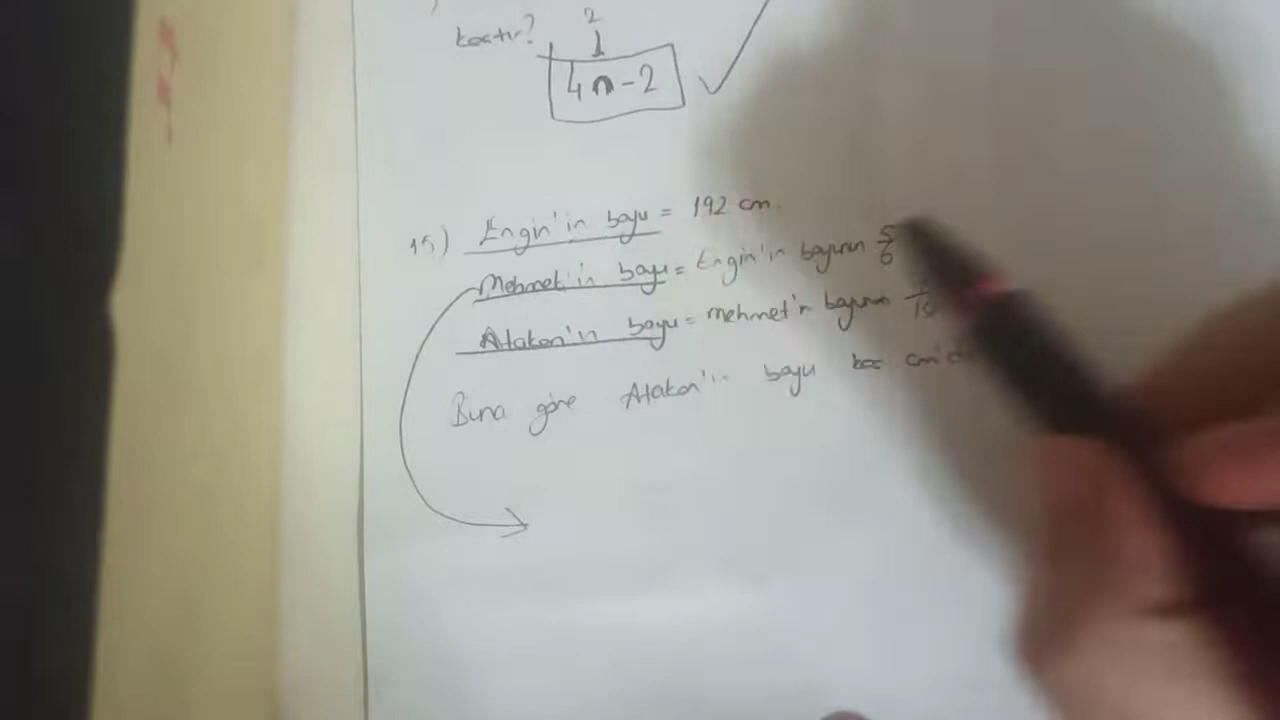 kaçtır?
2
1
4n-2
15) Engin'in boyu = 192 cm.
Mehmet'in boyu = Engin'in boyunun 5/6
Atakan'ın boyu = Mehmet'n boyunun
Buna göre Atakan'ın boyu kaç cm'd